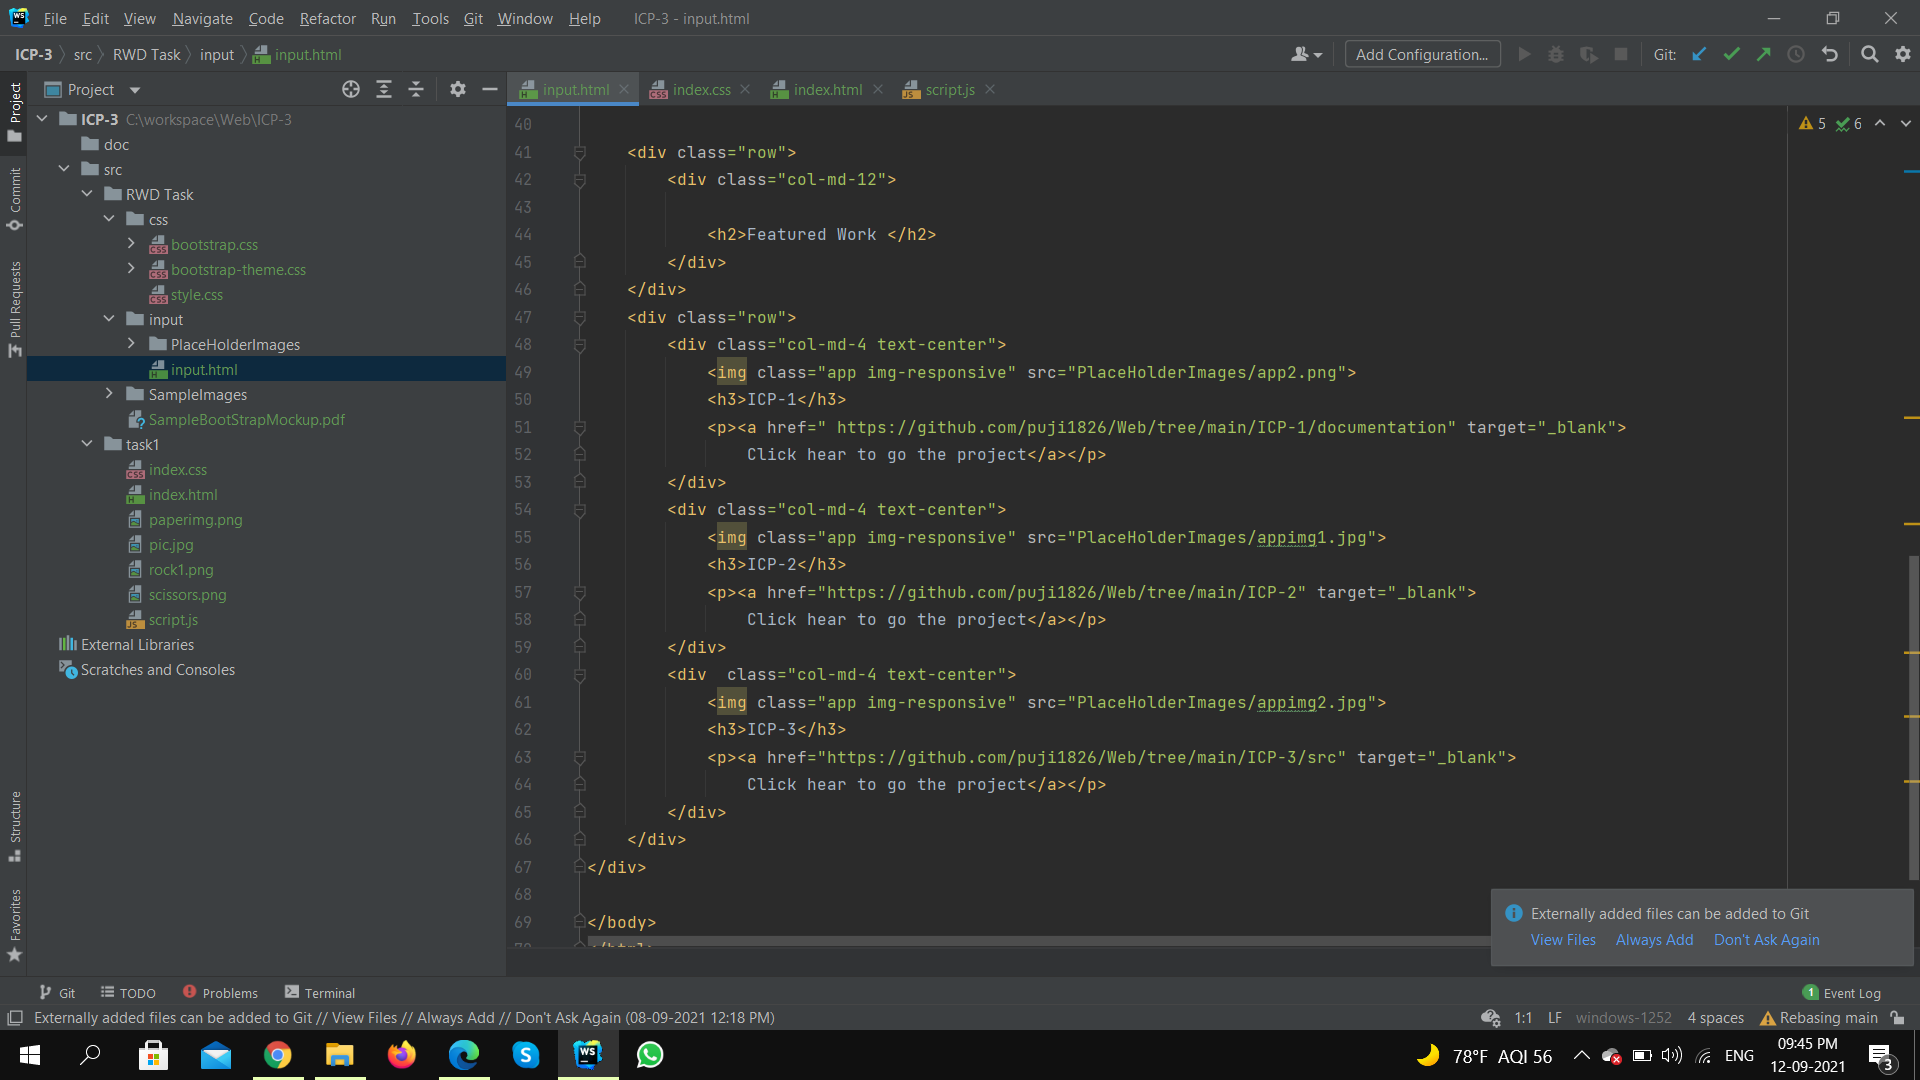 File Edit View Navigate Code Refactor Run Tools Git Window Help ICP-3 - input.html
ICP-3 src RWD Task input input.html Add Configuration... Git:
Project input.html index.css index.html script.js
Project
Commit
Pull Requests
Structure
Favorites
ICP-3 C:\workspace\Web\ICP-3
doc
src
RWD Task
css
bootstrap.css
bootstrap-theme.css
style.css
input
PlaceHolderImages
input.html
SampleImages
SampleBootStrapMockup.pdf
task1
index.css
index.html
paperimg.png
pic.jpg
rock1.png
scissors.png
script.js
External Libraries
Scratches and Consoles
5 6
40
41 <div class="row">
42 <div class="col-md-12">
43
44 <h2>Featured Work </h2>
45 </div>
46 </div>
47 <div class="row">
48 <div class="col-md-4 text-center">
49 <img class="app img-responsive" src="PlaceHolderImages/app2.png">
50 <h3>ICP-1</h3>
51 <p><a href=" https://github.com/puji1826/Web/tree/main/ICP-1/documentation" target="_blank">
52 Click hear to go the project</a></p>
53 </div>
54 <div class="col-md-4 text-center">
55 <img class="app img-responsive" src="PlaceHolderImages/appimg1.jpg">
56 <h3>ICP-2</h3>
57 <p><a href="https://github.com/puji1826/Web/tree/main/ICP-2" target="_blank">
58 Click hear to go the project</a></p>
59 </div>
60 <div  class="col-md-4 text-center">
61 <img class="app img-responsive" src="PlaceHolderImages/appimg2.jpg">
62 <h3>ICP-3</h3>
63 <p><a href="https://github.com/puji1826/Web/tree/main/ICP-3/src" target="_blank">
64 Click hear to go the project</a></p>
65 </div>
66 </div>
67 </div>
68
69 </body>
Externally added files can be added to Git
View Files Always Add Don't Ask Again
Git TODO Problems Terminal 1 Event Log
Externally added files can be added to Git // View Files // Always Add // Don't Ask Again (08-09-2021 12:18 PM) 1:1 LF windows-1252 4 spaces Rebasing main
78°F AQI 56 ENG 09:45 PM
12-09-2021 3